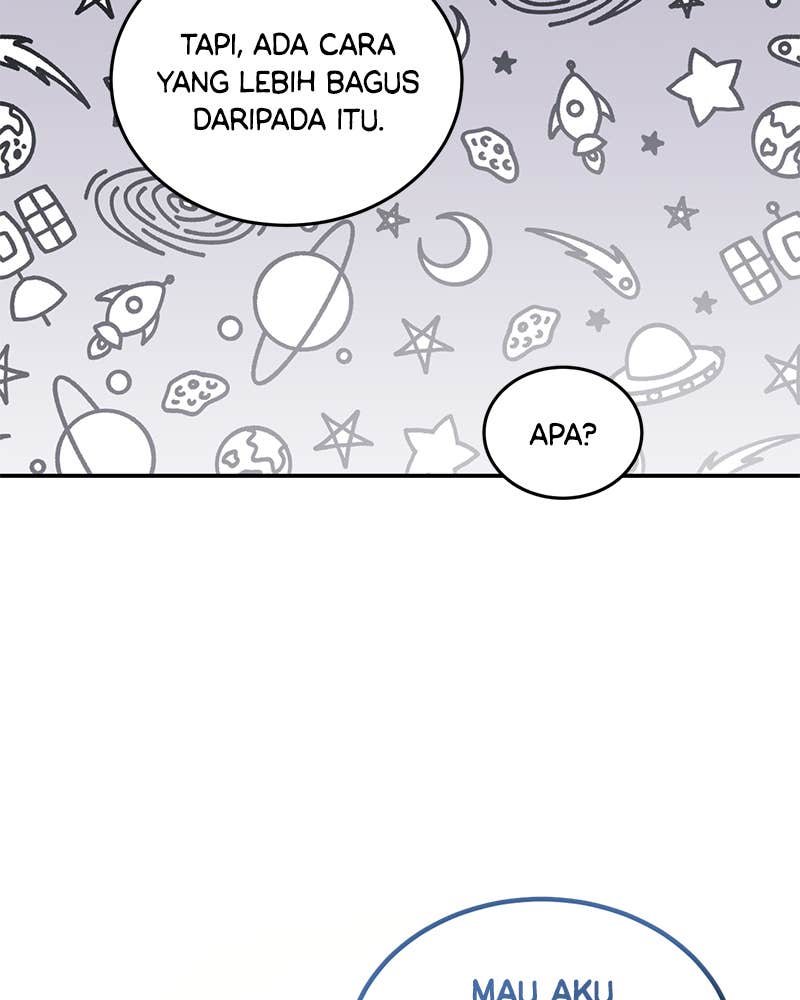 TAPI, ADA CARA
YANG LEBIH BAGUS
DARIPADA ITU.
APA?
MAU AKU